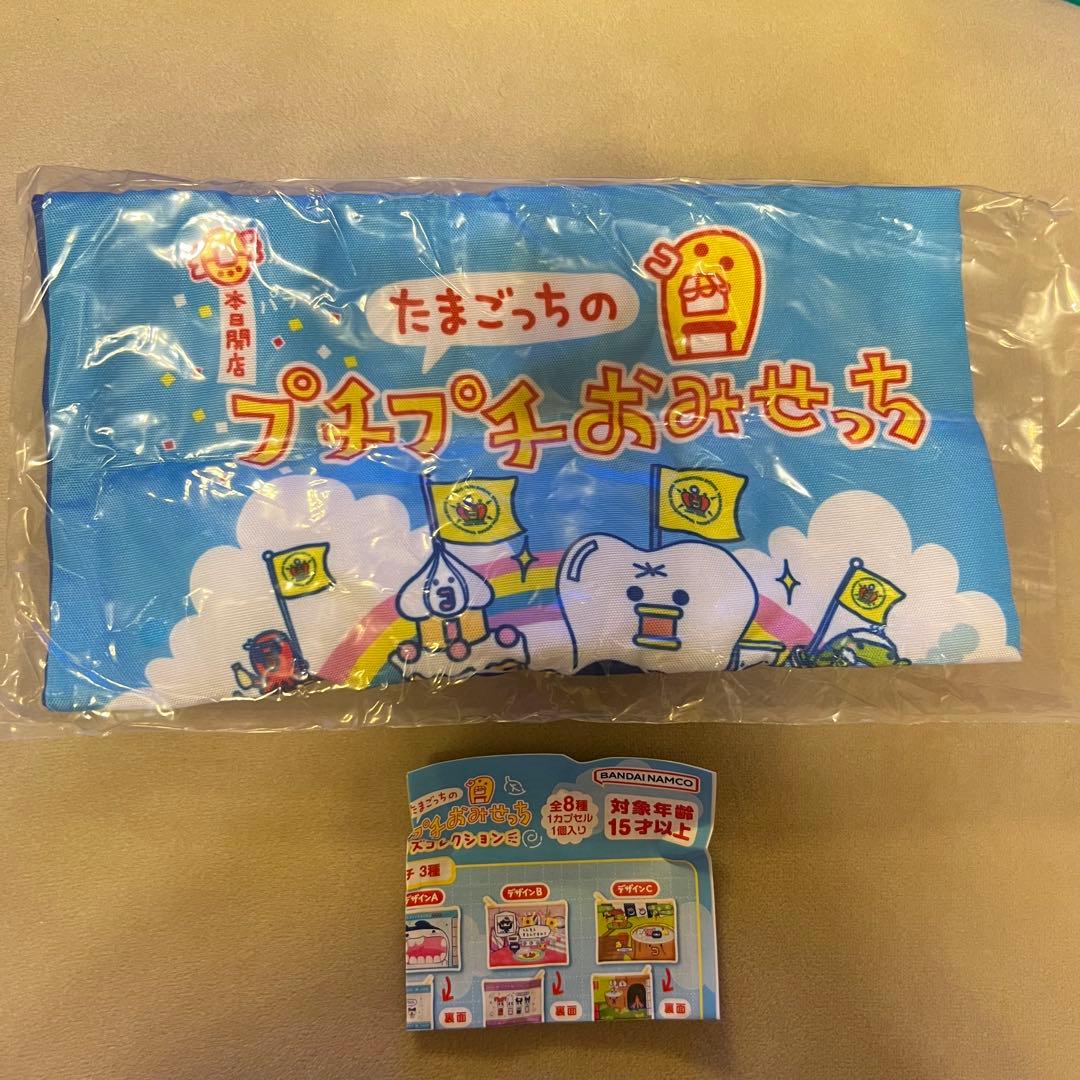 本日開店
たまごっちの
プチプチおみせっち
BANDAI NAMCO
たまごっちの
プチおみせっち
ズコレクション
全8種
1カプセル
1個入り
対象年齢
15才以上
チ 3種
デザインA
デザインB
デザインC
裏面
裏面
裏面